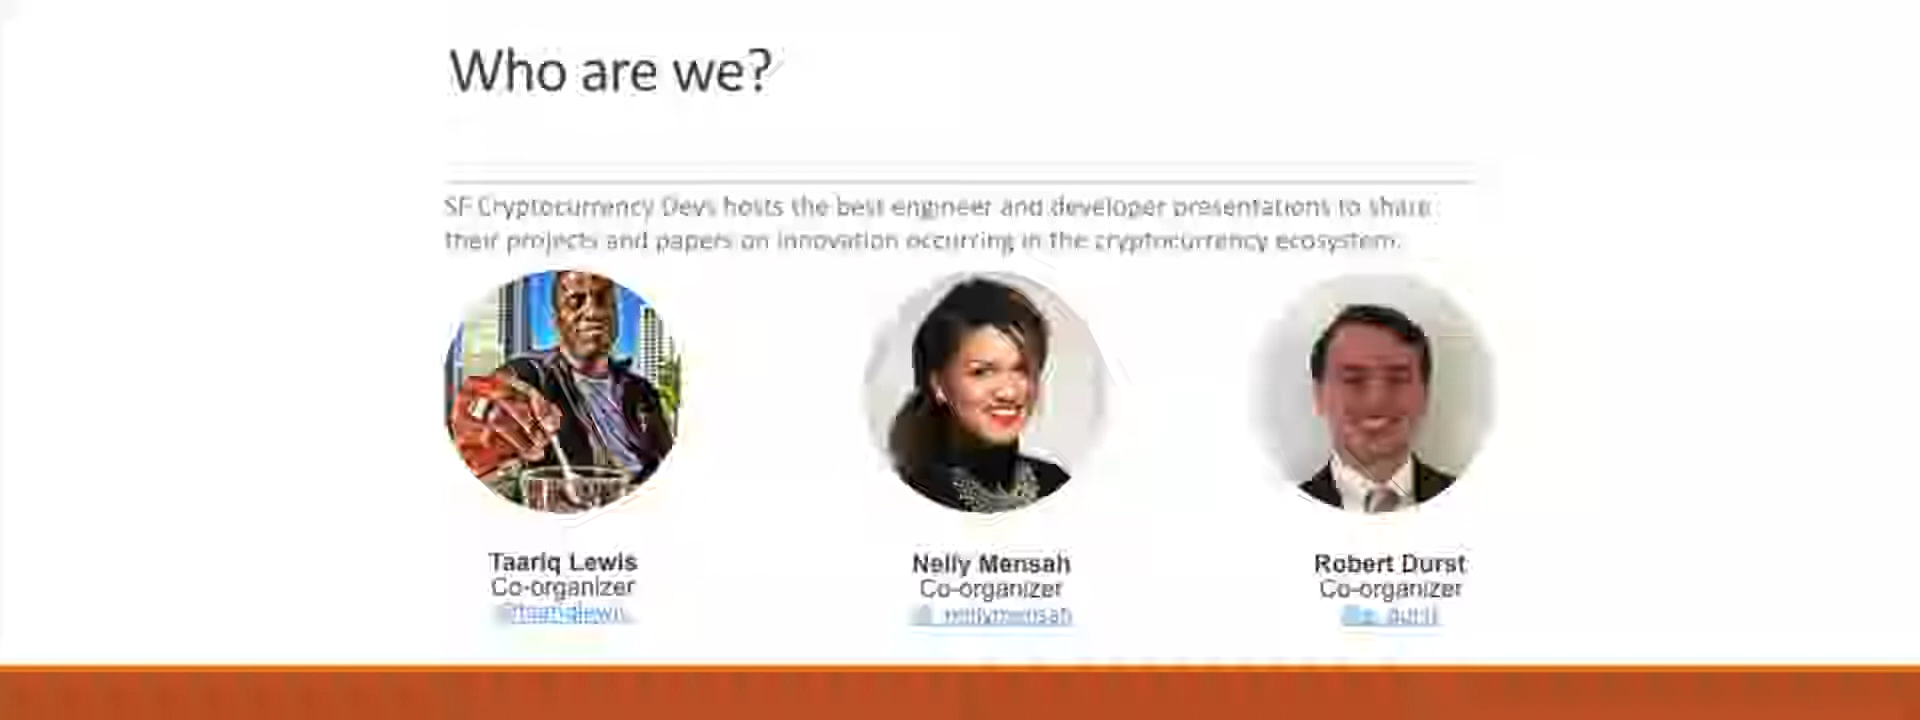 Who are we?
SF Cryptocurrency Devs hosts the best engineer and developer presentations to share
their projects and papers on innovation occurring in the cryptocurrency ecosystem.
Taariq Lewis
Co-organizer
@taariqlewis
Nelly Mensah
Co-organizer
nellymensah
Robert Durst
Co-organizer